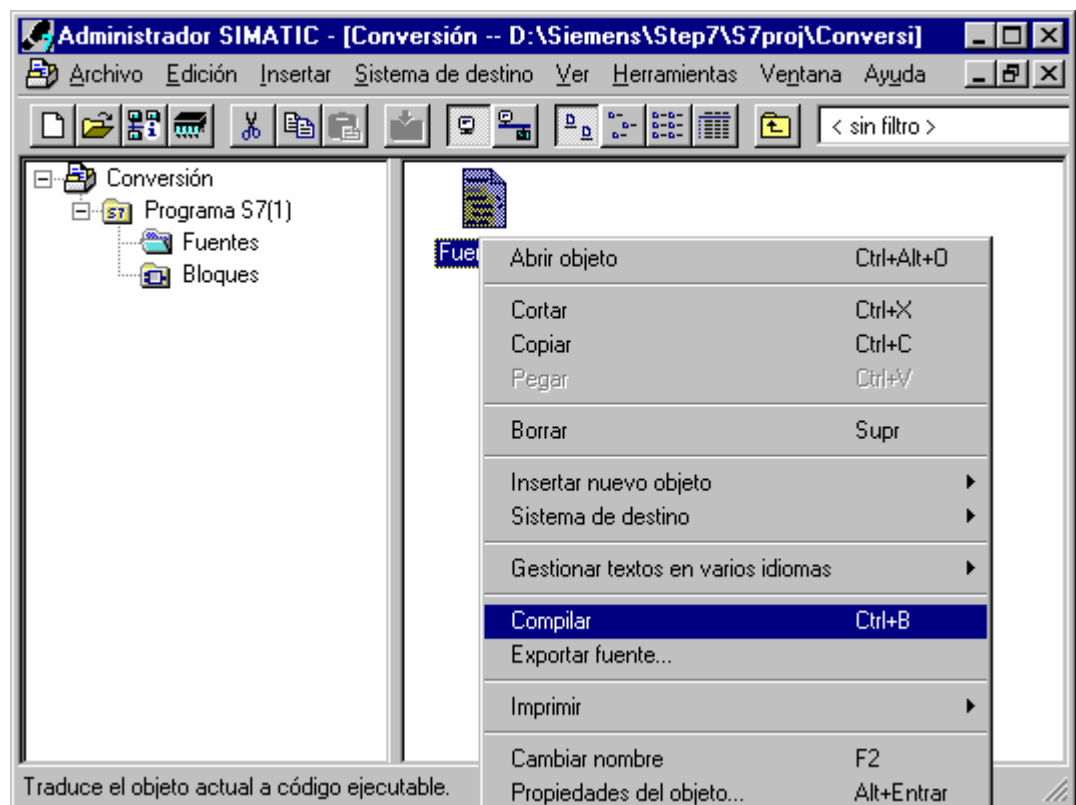 Administrador SIMATIC - [Conversión -- D:\Siemens\Step7\S7proj\Conversi]
Archivo Edición Insertar Sistema de destino Ver Herramientas Ventana Ayuda
< sin filtro >
Conversión
Programa S7(1)
Fuentes
Bloques
Abrir objeto Ctrl+Alt+O
Cortar Ctrl+X
Copiar Ctrl+C
Pegar Ctrl+V
Borrar Supr
Insertar nuevo objeto
Sistema de destino
Gestionar textos en varios idiomas
Compilar Ctrl+B
Exportar fuente...
Imprimir
Cambiar nombre F2
Propiedades del objeto... Alt+Entrar
Traduce el objeto actual a código ejecutable.